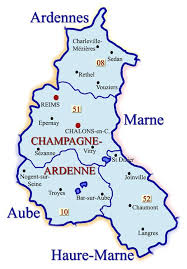 Ardennes
Charleville-
Mézières
08
Sedan
Rethel
Vouziers
REIMS
51
Epernay
Marne
CHALONS-en-C.
CHAMPAGNE-
Sézanne
Vitry
St Dizier
ARDENNE
Nogent-sur-
Seine
Joinville
Troyes
Bar-sur-Aube
52
Chaumont
Aube
10
Langres
Haure-Marne